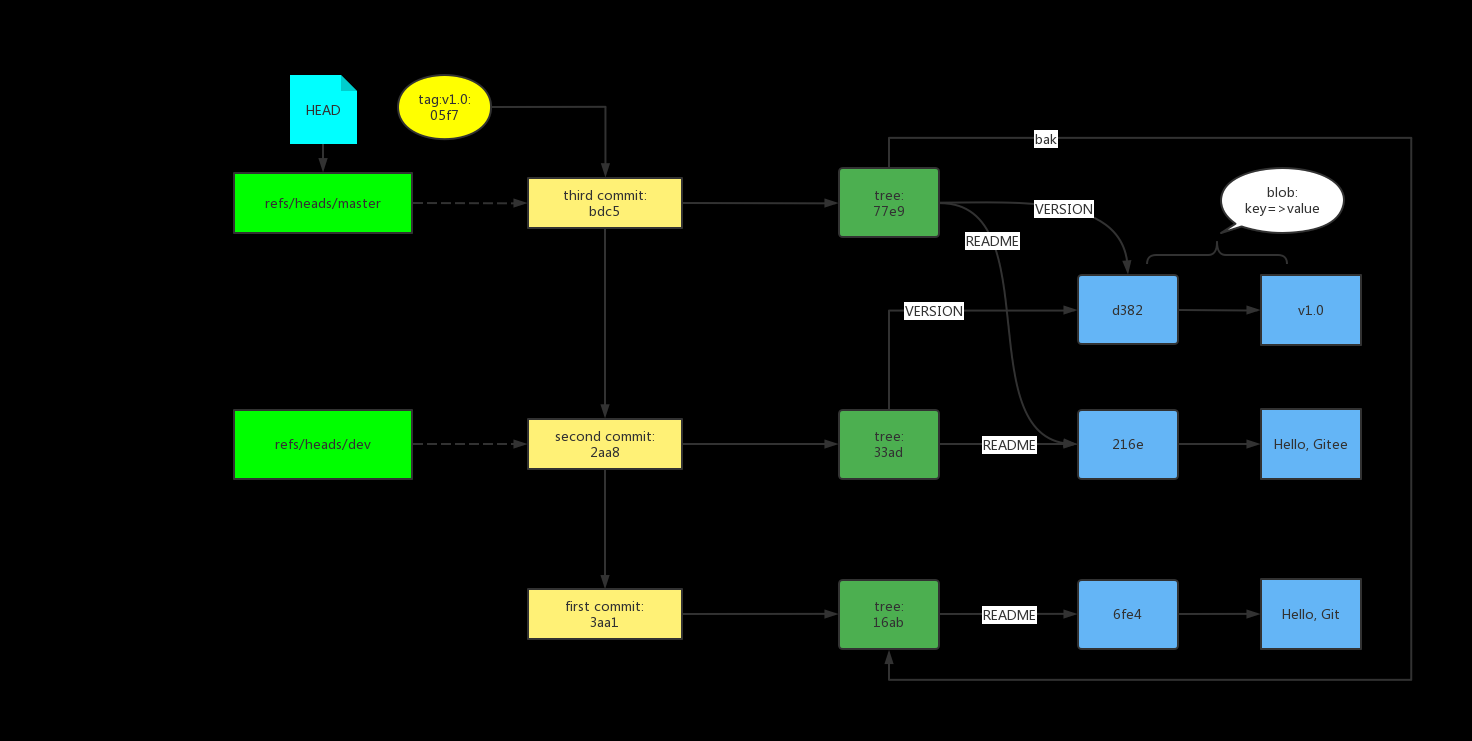 HEAD
tag:v1.0:
05f7
bak
refs/heads/master
third commit:
bdc5
tree:
77e9
VERSION
README
blob:
key=>value
VERSION
d382
v1.0
refs/heads/dev
second commit:
2aa8
tree:
33ad
README
216e
Hello, Gitee
first commit:
3aa1
tree:
16ab
README
6fe4
Hello, Git